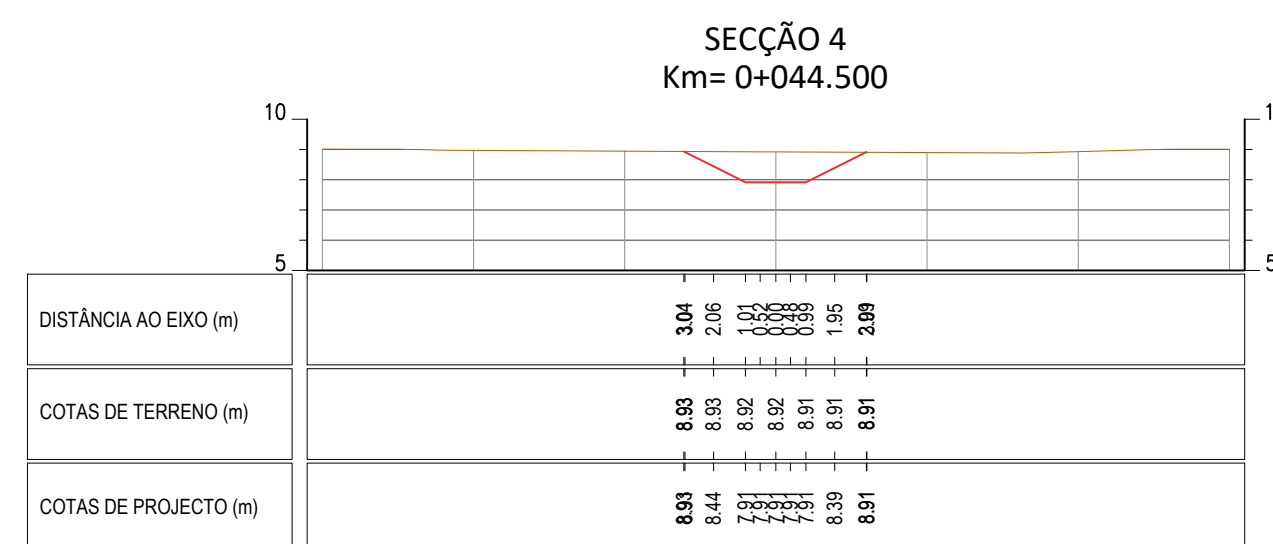 SECÇÃO 4
Km= 0+044.500
10
1
5
5
DISTÂNCIA AO EIXO (m)
3.04 2.06 1.01 0.52 0.00 0.48 0.99 1.95 2.99
COTAS DE TERRENO (m)
8.93 8.93 8.92 8.92 8.91 8.91 8.91
COTAS DE PROJECTO (m)
8.93 8.44 7.91 7.91 7.91 7.91 7.91 8.39 8.91